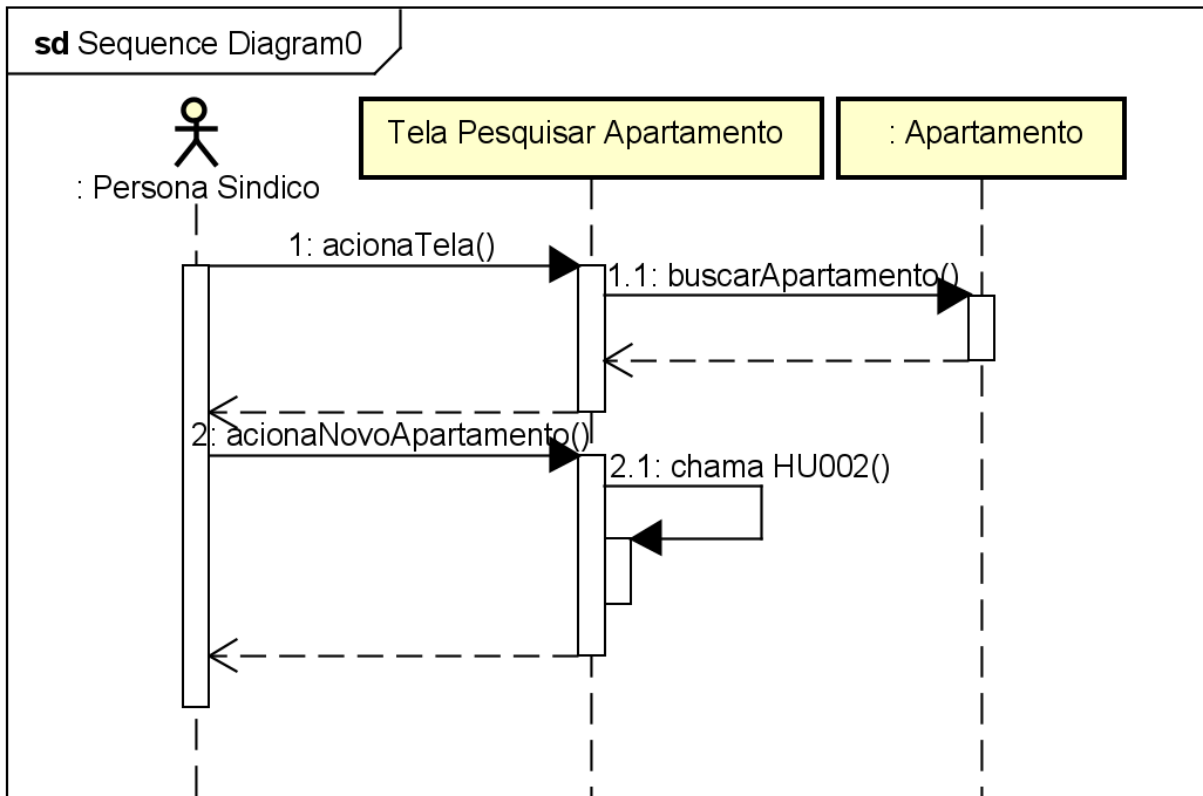 sd Sequence Diagram0
: Persona Sindico
Tela Pesquisar Apartamento
: Apartamento
1: acionaTela()
1.1: buscarApartamento()
2: acionaNovoApartamento()
2.1: chama HU002()